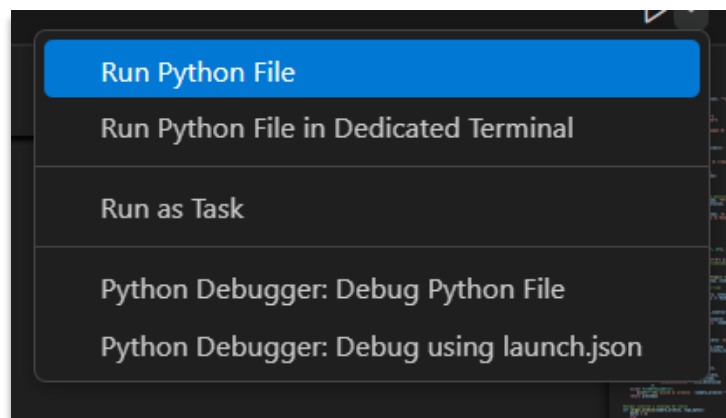 Run Python File
Run Python File in Dedicated Terminal
Run as Task
Python Debugger: Debug Python File
Python Debugger: Debug using launch.json